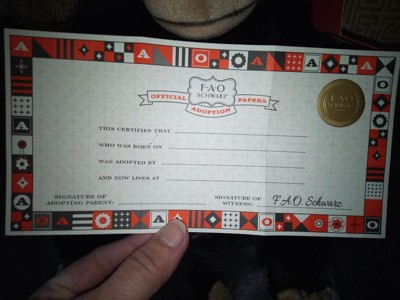 F·A·O
SCHWARZ
OFFICIAL PAPERS
ADOPTION
F·A·O
SCHWARZ
THIS CERTIFIES THAT
WHO WAS BORN ON
WAS ADOPTED BY
AND NOW LIVES AT
SIGNATURE OF
ADOPTING PARENT:
SIGNATURE OF
WITNESS:
F.A.O. Schwarz